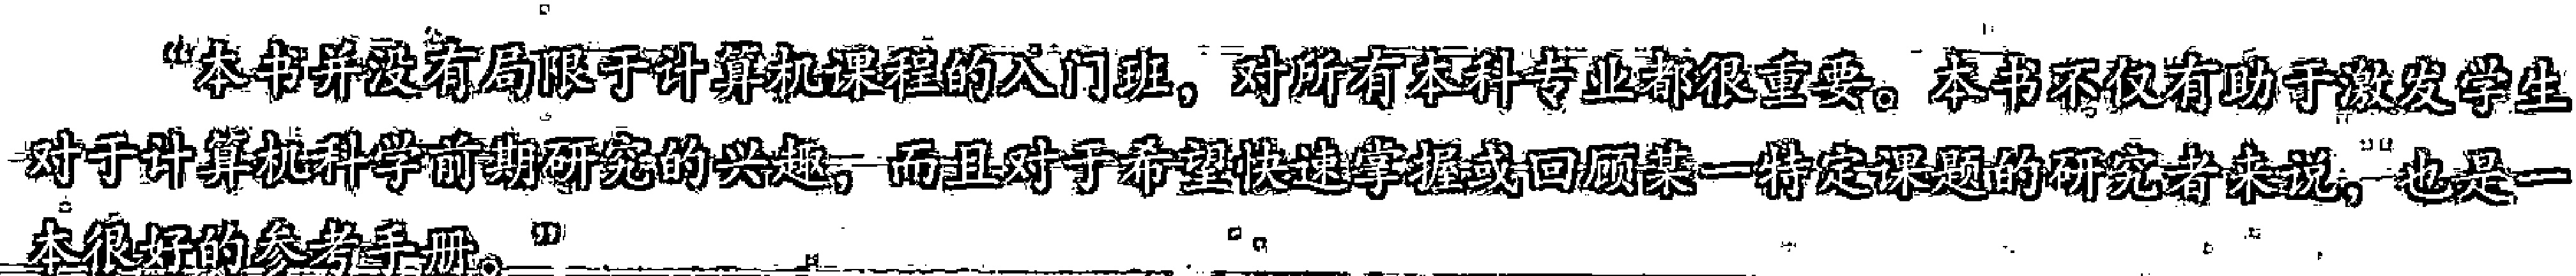 “本书并没有局限于计算机课程的入门班，对所有本科专业都很重要。本书不仅有助于激发学生
对于计算机科学前期研究的兴趣，而且对于希望快速掌握或回顾某一特定课题的研究者来说，也是一
本很好的参考手册。”